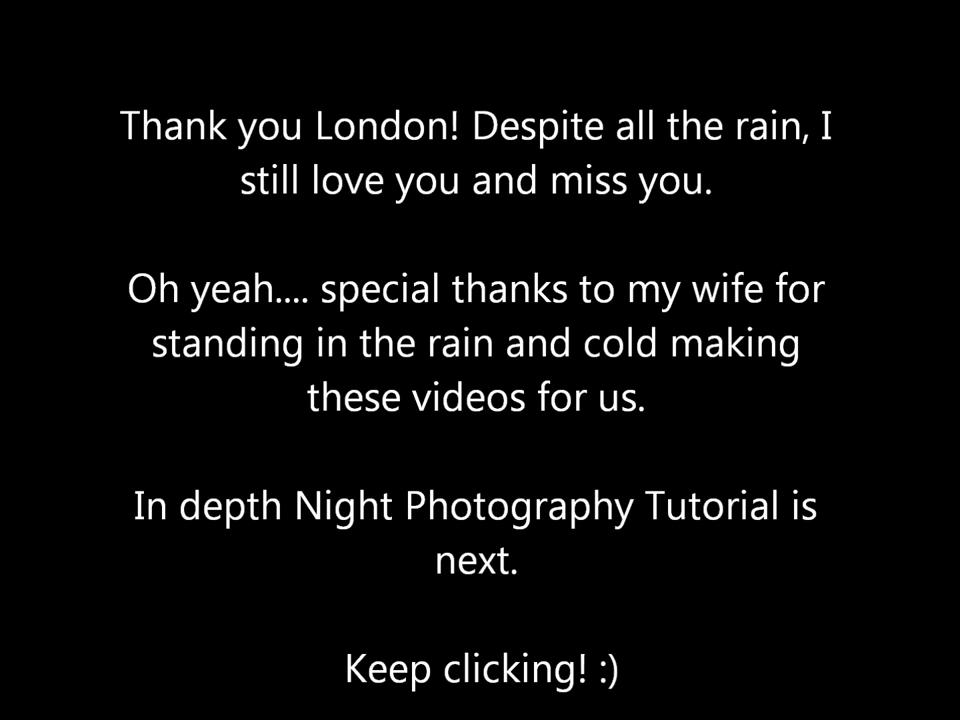 Thank you London! Despite all the rain, I
still love you and miss you.
Oh yeah.... special thanks to my wife for
standing in the rain and cold making
these videos for us.
In depth Night Photography Tutorial is
next.
Keep clicking! :)